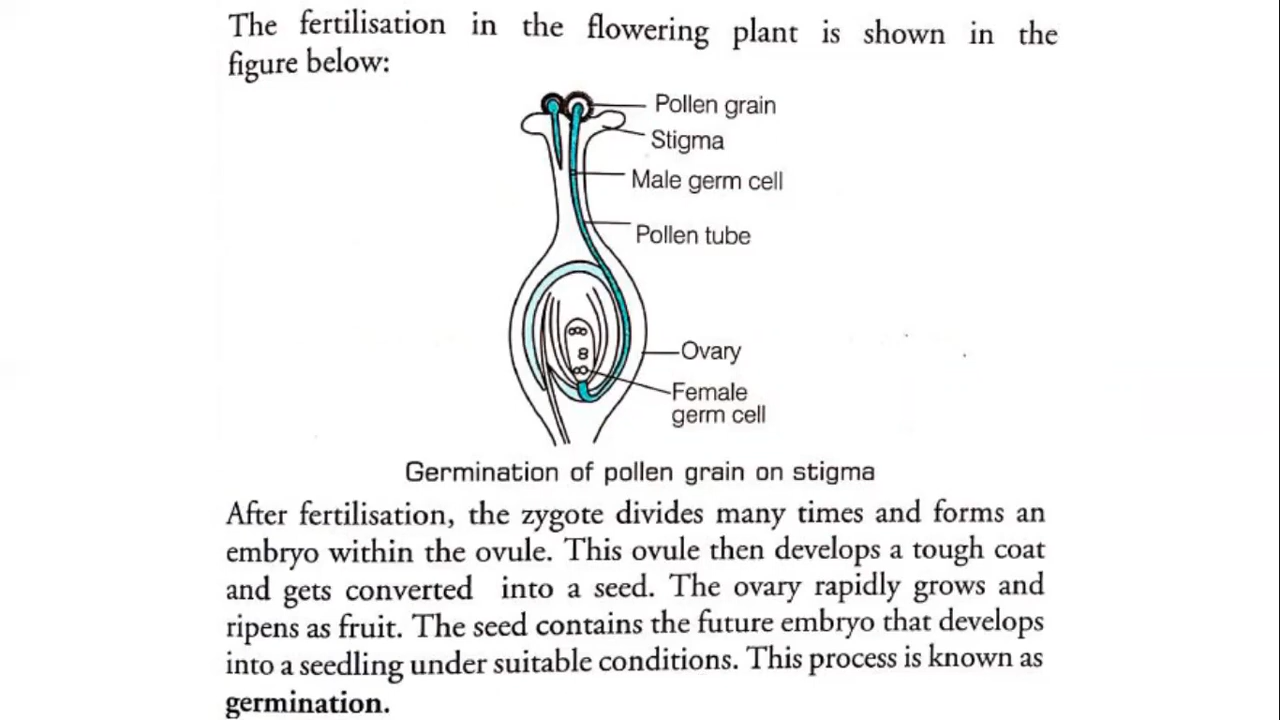 The fertilisation in the flowering plant is shown in the
figure below:
Pollen grain
Stigma
Male germ cell
Pollen tube
Ovary
Female
germ cell
Germination of pollen grain on stigma
After fertilisation, the zygote divides many times and forms an
embryo within the ovule. This ovule then develops a tough coat
and gets converted into a seed. The ovary rapidly grows and
ripens as fruit. The seed contains the future embryo that develops
into a seedling under suitable conditions. This process is known as
germination.